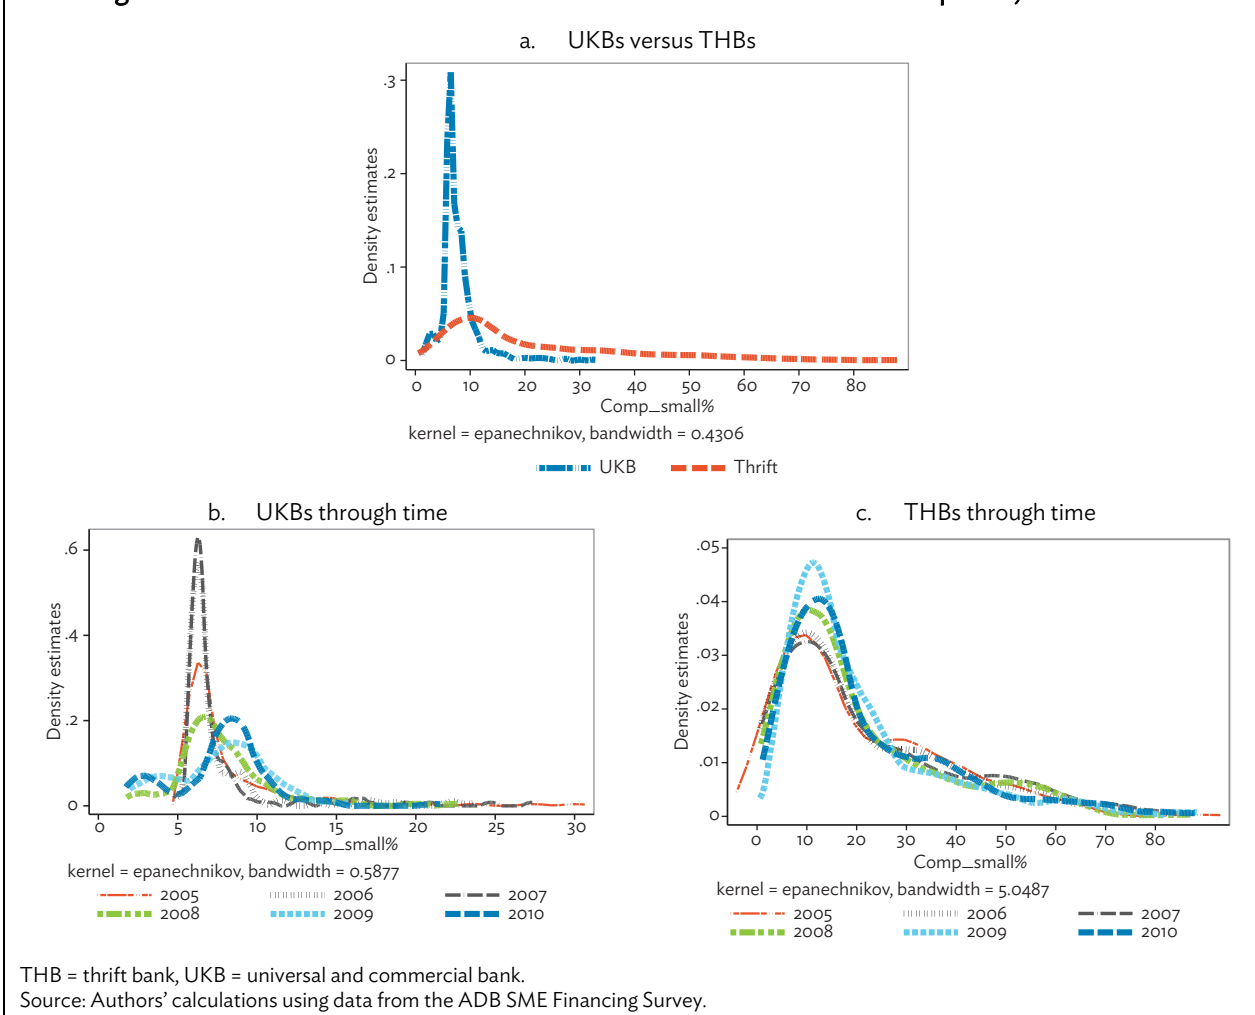 a. UKBs versus THBs
.3
.2
.1
0
Density estimates
0 10 20 30 40 50 60 70 80
Comp_small%
kernel = epanechnikov, bandwidth = 0.4306
UKB Thrift
b. UKBs through time
.6
.4
.2
0
Density estimates
0 5 10 15 20 25 30
Comp_small%
kernel = epanechnikov, bandwidth = 0.5877
2005 2006 2007
2008 2009 2010
c. THBs through time
.05
.04
.03
.02
.01
0
Density estimates
0 10 20 30 40 50 60 70 80
Comp_small%
kernel = epanechnikov, bandwidth = 5.0487
2005 2006 2007
2008 2009 2010
THB = thrift bank, UKB = universal and commercial bank.
Source: Authors’ calculations using data from the ADB SME Financing Survey.